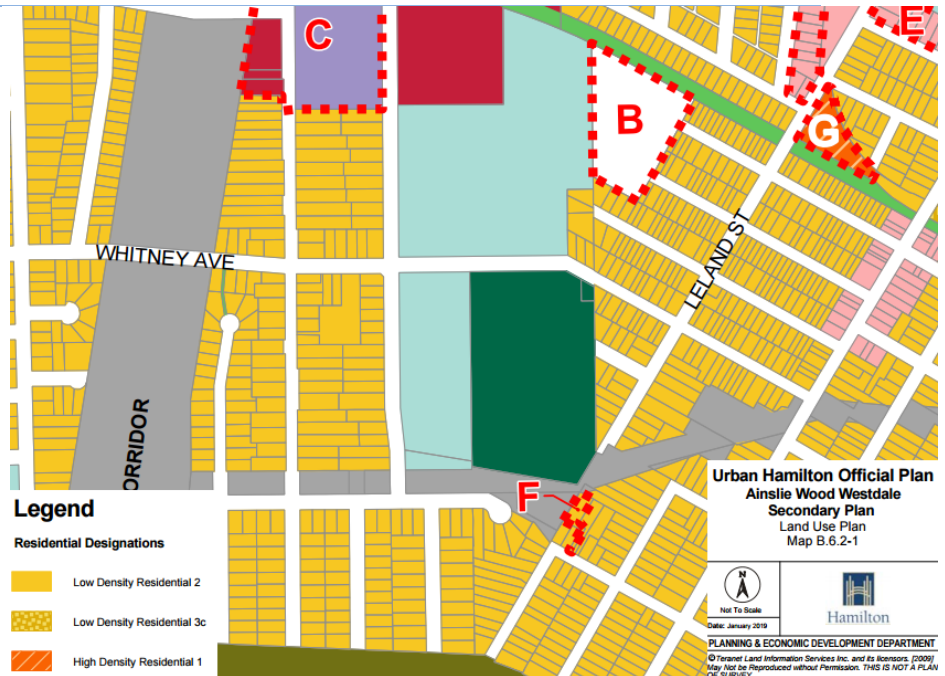 C
E
B
G
WHITNEY AVE
LELAND ST
ORRIDOR
F
Legend
Residential Designations
Low Density Residential 2
Low Density Residential 3c
High Density Residential 1
Urban Hamilton Official Plan
Ainslie Wood Westdale
Secondary Plan
Land Use Plan
Map B.6.2-1
N
Not To Scale
Date: January 2019
Hamilton
PLANNING & ECONOMIC DEVELOPMENT DEPARTMENT
© Teranet Land Information Services Inc. and its licensors. [2009]
May Not be Reproduced without Permission. THIS IS NOT A PLAN
OF SURVEY